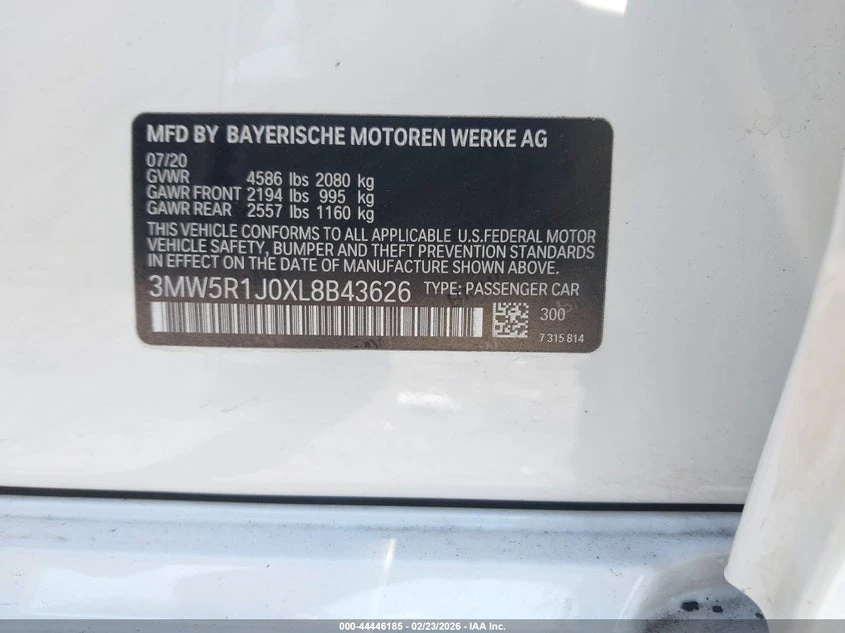 MFD BY BAYERISCHE MOTOREN WERKE AG
07/20
GVWR 4586 lbs 2080 kg
GAWR FRONT 2194 lbs 995 kg
GAWR REAR 2557 lbs 1160 kg
THIS VEHICLE CONFORMS TO ALL APPLICABLE U.S.FEDERAL MOTOR
VEHICLE SAFETY, BUMPER AND THEFT PREVENTION STANDARDS
IN EFFECT ON THE DATE OF MANUFACTURE SHOWN ABOVE.
3MW5R1J0XL8B43626 TYPE: PASSENGER CAR
300
7 315 814
000-44446185 - 02/23/2026 - IAA Inc.